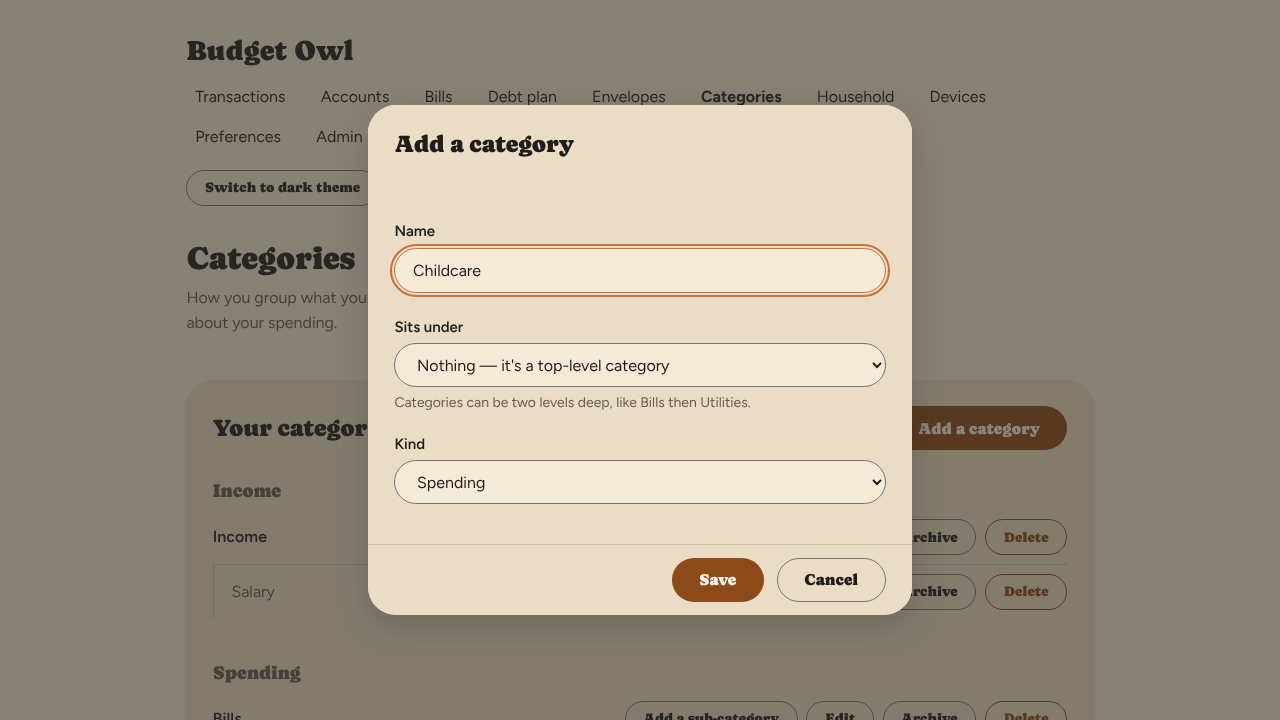 Budget Owl
Transactions Accounts Bills Debt plan Envelopes Categories Household Devices
Preferences Admin
Switch to dark theme
Categories
How you group what you
about your spending.
Add a category
Name
Childcare
Sits under
Nothing — it's a top-level category
Categories can be two levels deep, like Bills then Utilities.
Kind
Spending
Save Cancel
Your categor Add a category
Income
Income rchive Delete
Salary rchive Delete
Spending
Bills Add a sub-category Edit Archive Delete